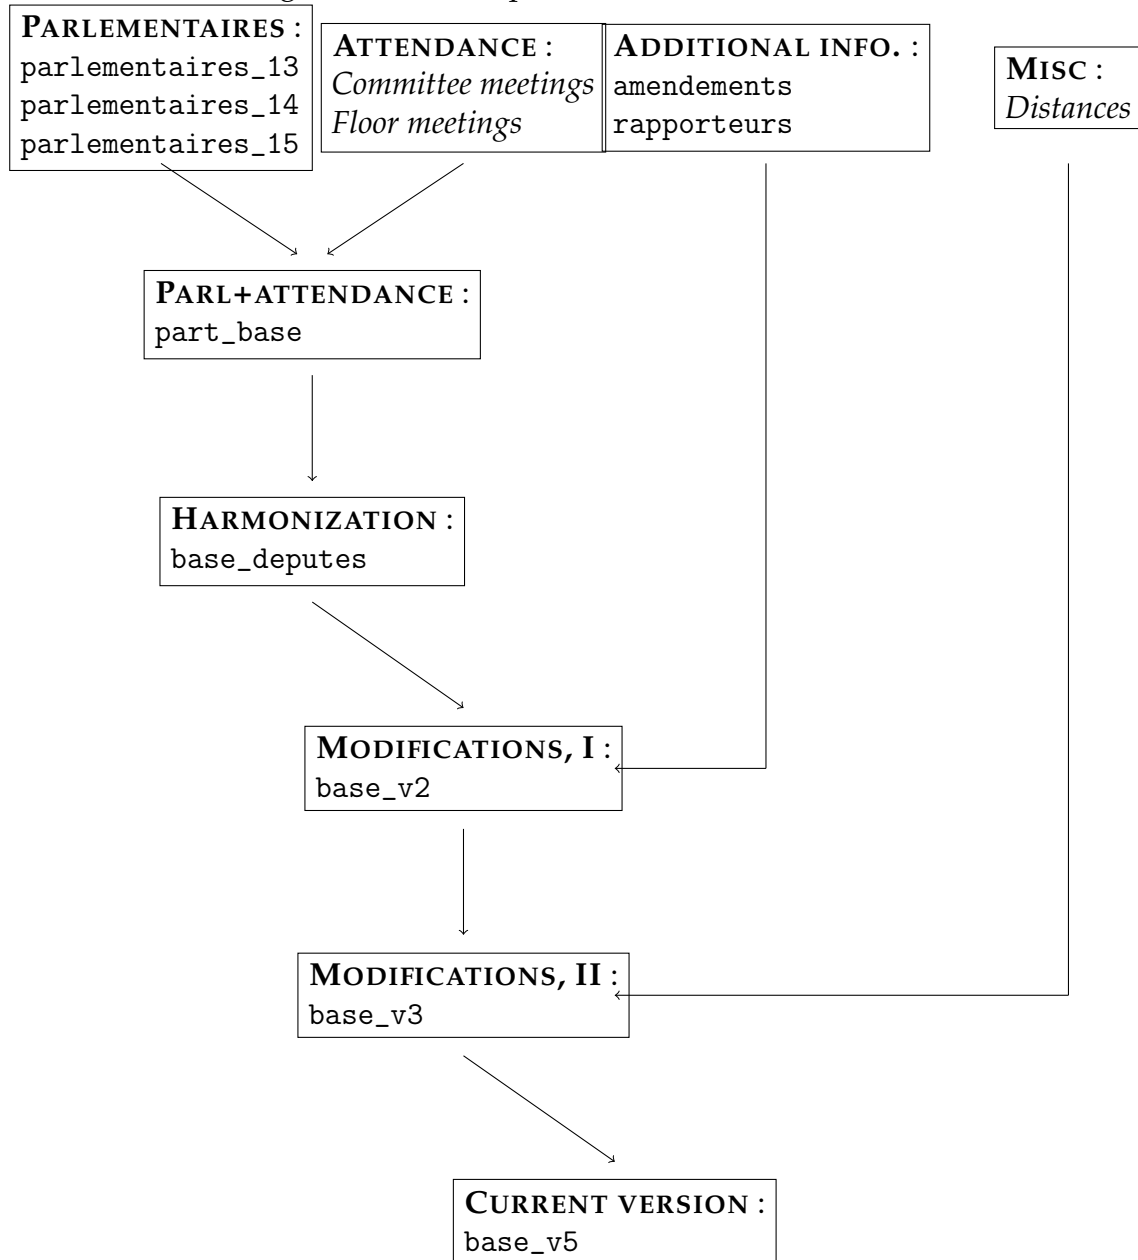 PARLEMENTAIRES :
parlementaires_13
parlementaires_14
parlementaires_15
ATTENDANCE :
Committee meetings
Floor meetings
ADDITIONAL INFO. :
amendements
rapporteurs
MISC :
Distances
PARL+ATTENDANCE :
part_base
HARMONIZATION :
base_deputes
MODIFICATIONS, I :
base_v2
MODIFICATIONS, II :
base_v3
CURRENT VERSION :
base_v5